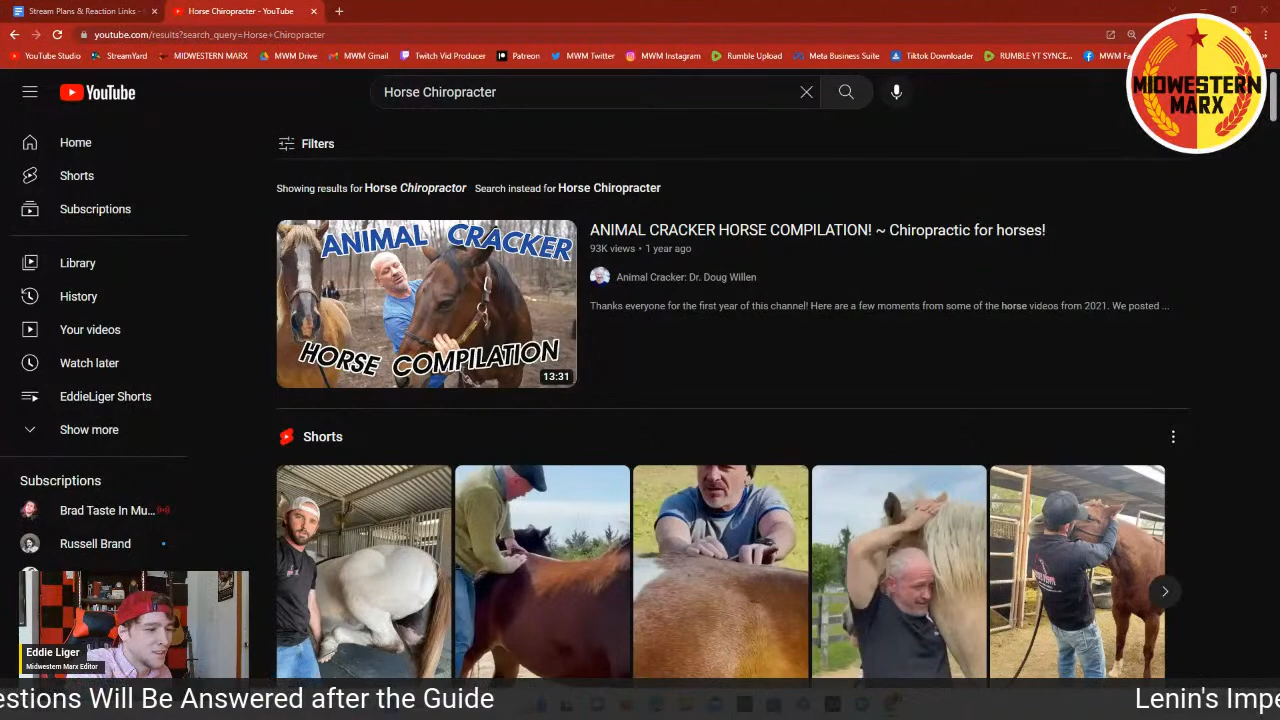 Stream Plans & Reaction Links -
Horse Chiropracter - YouTube
youtube.com/results?search_query=Horse+Chiropracter
YouTube Studio
StreamYard
MIDWESTERN MARX
MWM Drive
MWM Gmail
Twitch Vid Producer
Patreon
MWM Twitter
MWM Instagram
Rumble Upload
Meta Business Suite
Tiktok Downloader
RUMBLE YT SYNCE...
MWM Fa
MIDWESTERN
MARX
YouTube
Horse Chiropracter
Home
Shorts
Subscriptions
Library
History
Your videos
Watch later
EddieLiger Shorts
Show more
Subscriptions
Brad Taste In Mu...
Russell Brand
Filters
Showing results for Horse Chiropractor Search instead for Horse Chiropracter
ANIMAL CRACKER
HORSE COMPILATION
13:31
ANIMAL CRACKER HORSE COMPILATION! ~ Chiropractic for horses!
93K views • 1 year ago
Animal Cracker: Dr. Doug Willen
Thanks everyone for the first year of this channel! Here are a few moments from some of the horse videos from 2021. We posted ...
Shorts
Eddie Liger
Midwestern Marx Editor
estions Will Be Answered after the Guide
Lenin's Impe